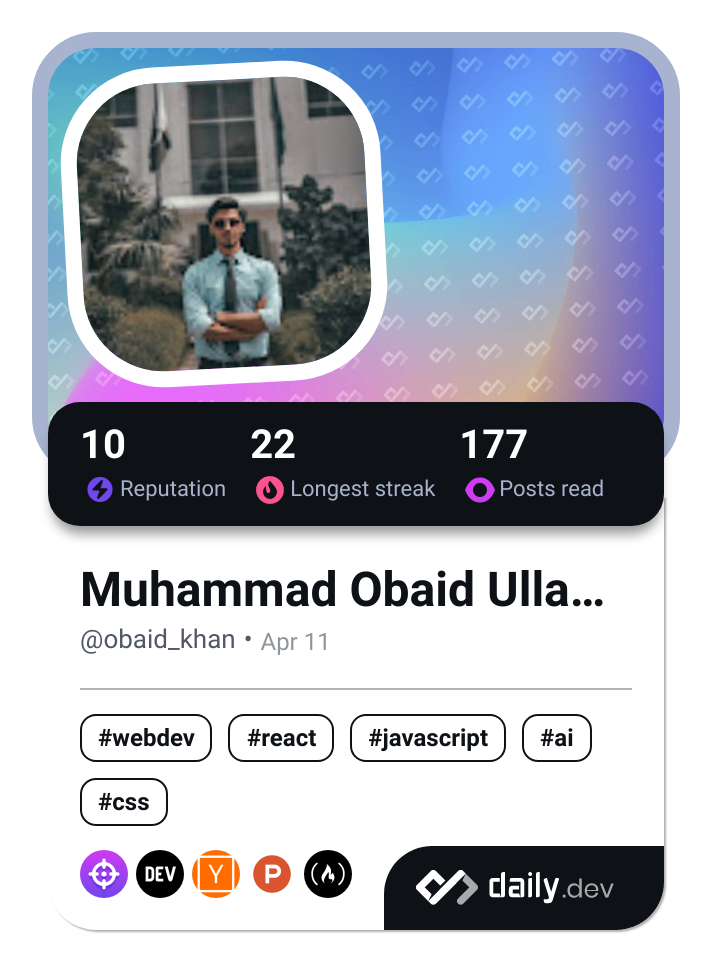 10 22 177
Reputation Longest streak Posts read
Muhammad Obaid Ulla...
@obaid_khan • Apr 11
#webdev #react #javascript #ai
#css
DEV Y P
daily.dev